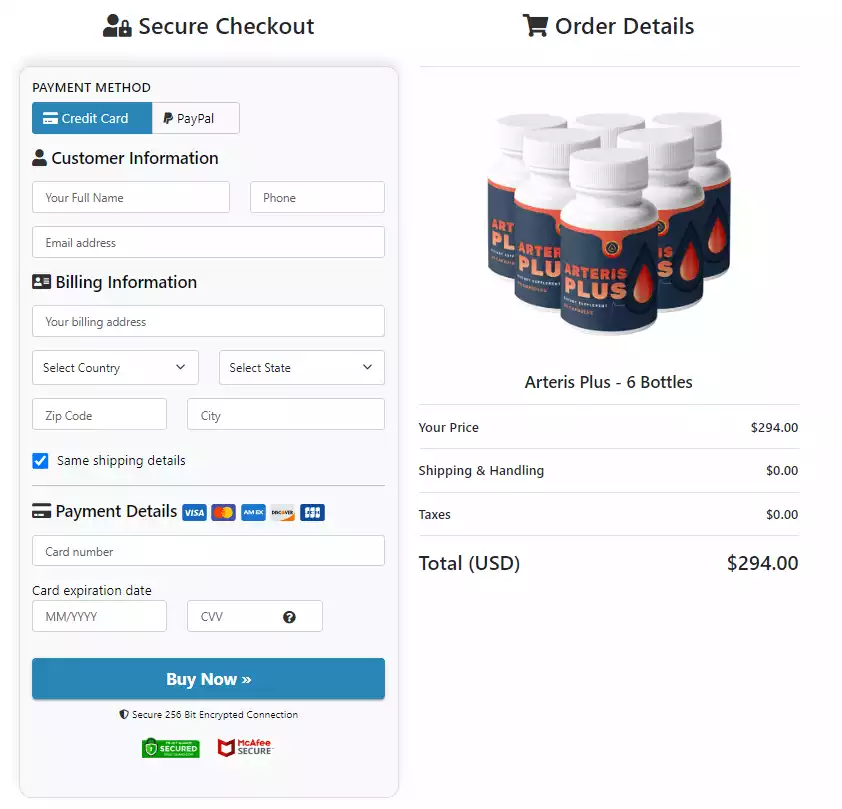 Secure Checkout
PAYMENT METHOD
Credit Card
PayPal
Customer Information
Your Full Name
Phone
Email address
Billing Information
Your billing address
Select Country
Select State
Zip Code
City
Same shipping details
Payment Details VISA AMEX DISCOVER JCB
Card number
Card expiration date
MM/YYYY
CVV
Buy Now »
Secure 256 Bit Encrypted Connection
SECURED
McAfee
SECURE
Order Details
ARTERIS
PLUS
DIETARY SUPPLEMENT
Arteris Plus - 6 Bottles
Your Price $294.00
Shipping & Handling $0.00
Taxes $0.00
Total (USD) $294.00